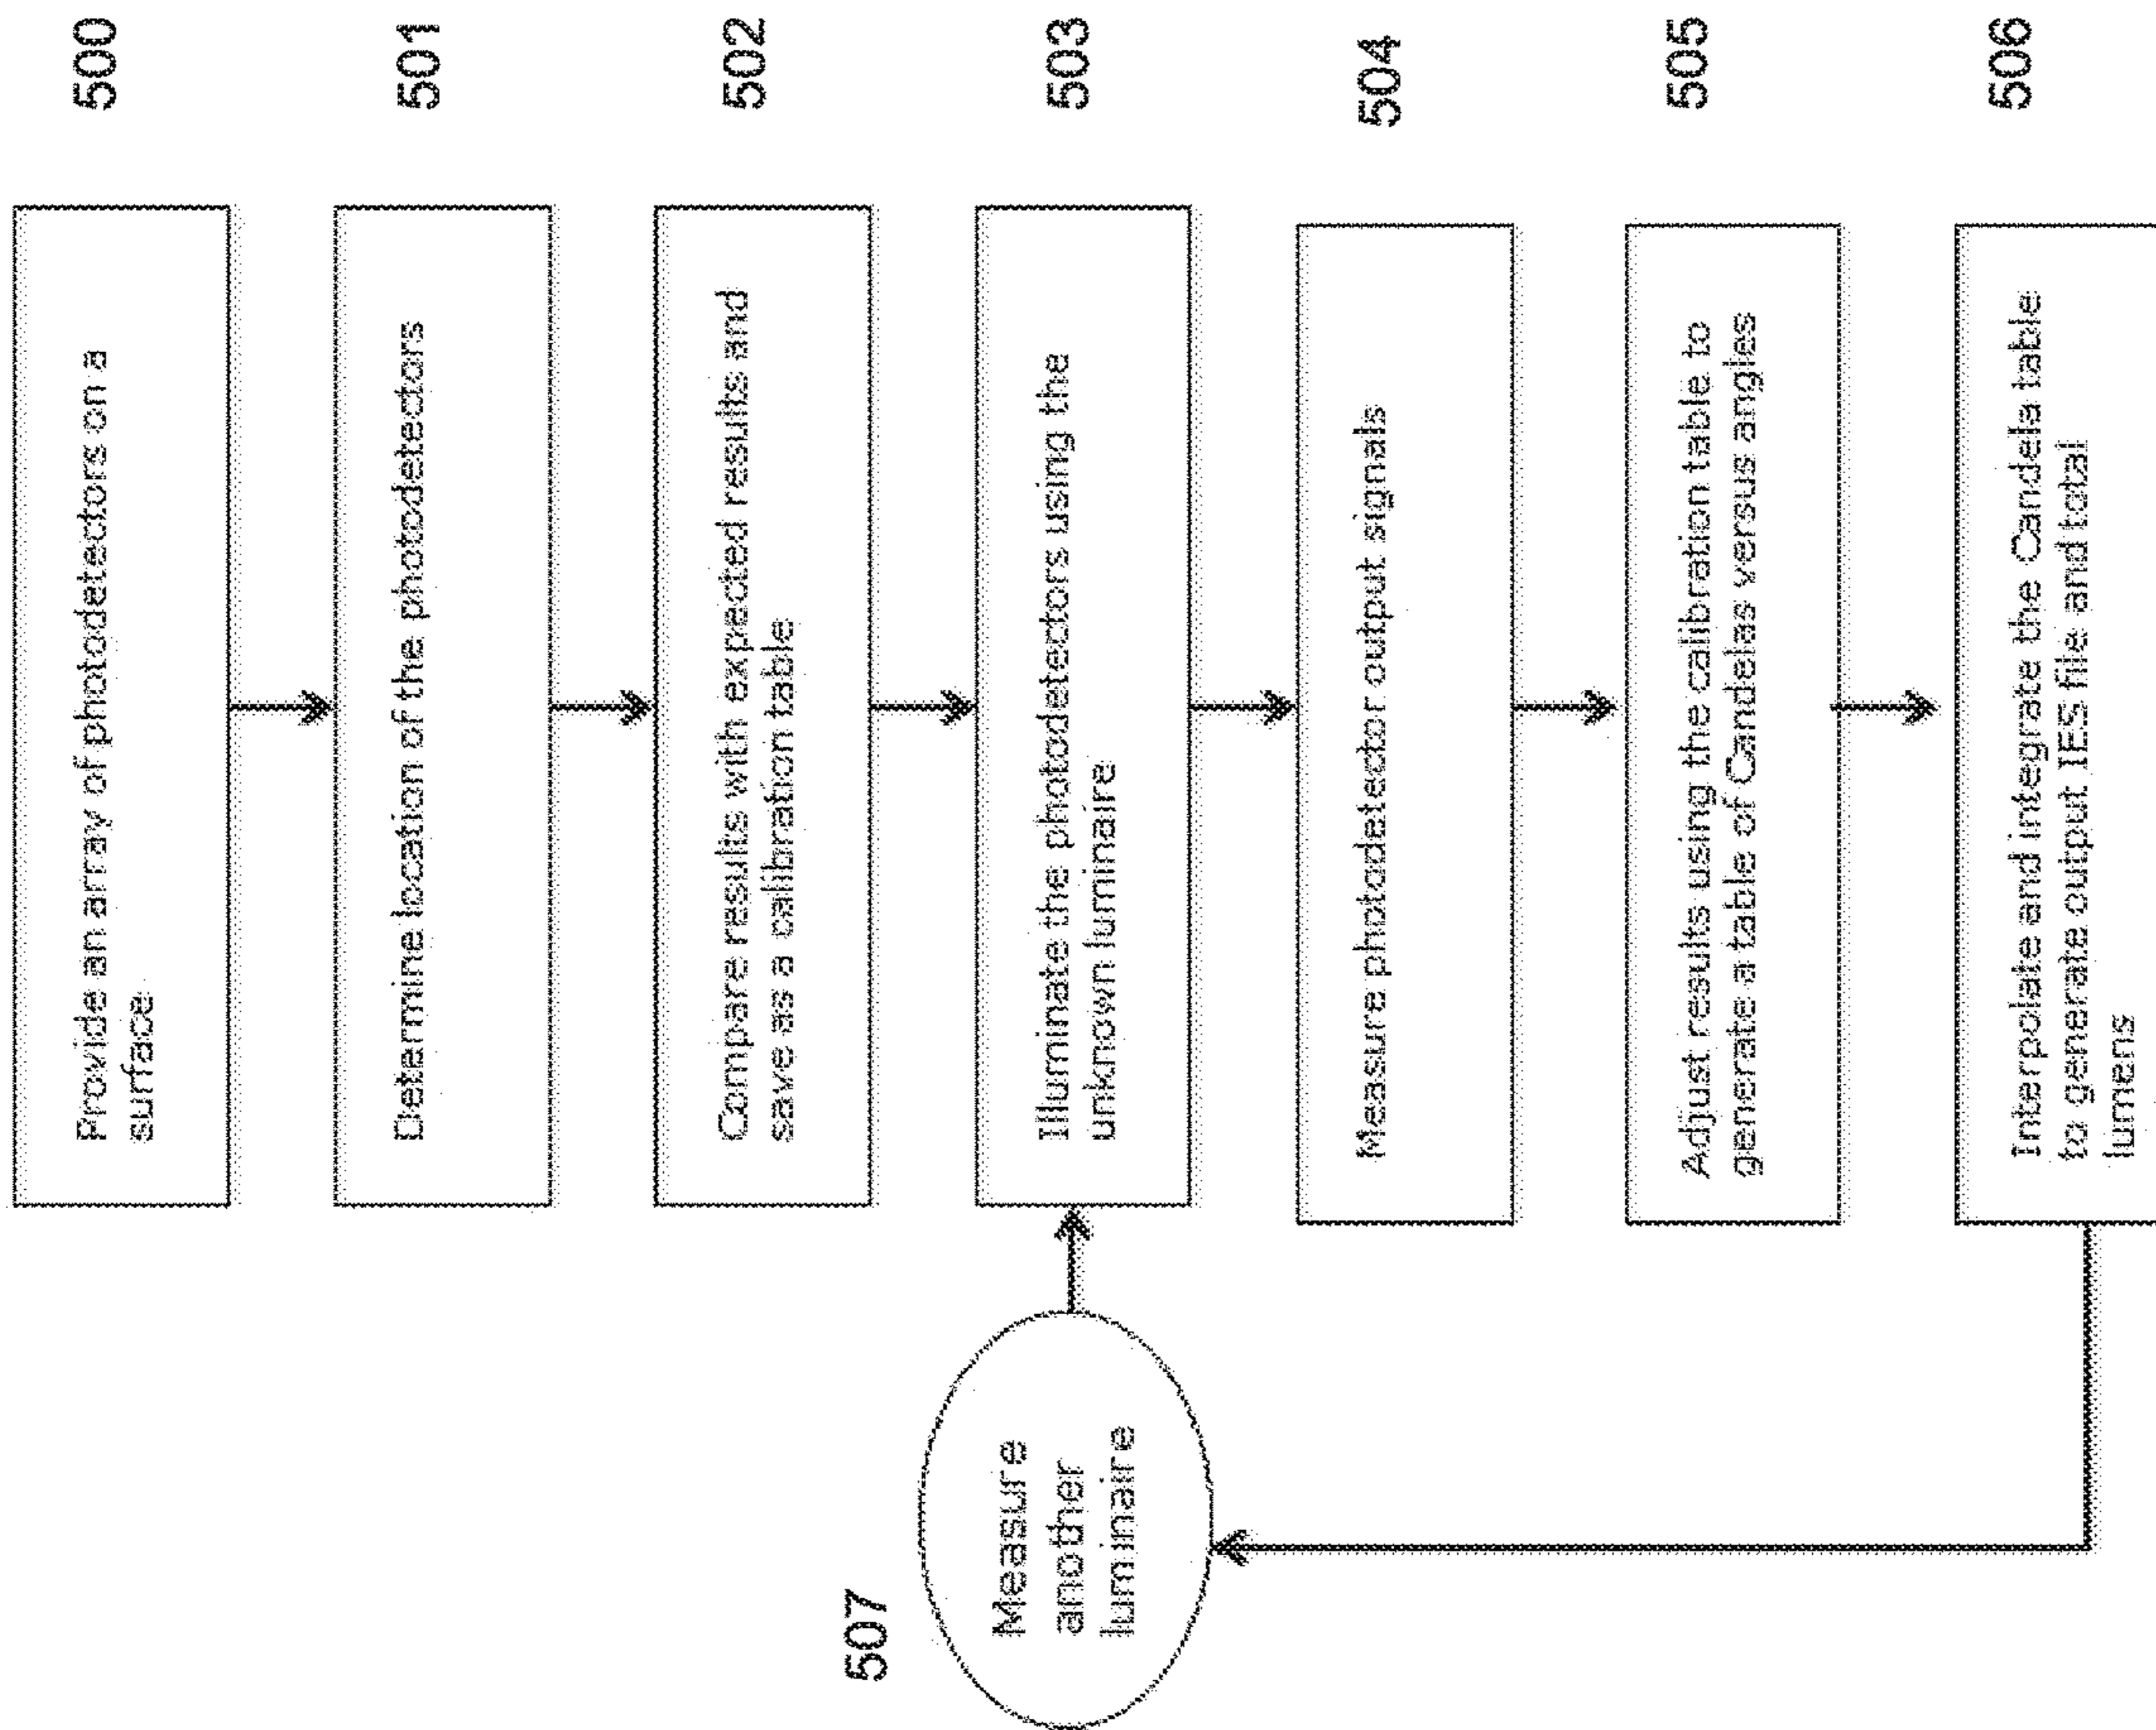 Provide an array of photodetectors on a
surface
500
Determine location of the photodetectors
501
Compare results with expected results and
save as a calibration table
502
Illuminate the photodetectors using the
unknown luminaire
503
Measure photodetector output signals
504
Adjust results using the calibration table to
generate a table of Candelas versus angles
505
Interpolate and integrate the Candela table
to generate output IES file and total
lumens
506
507
Measure
another
luminaire